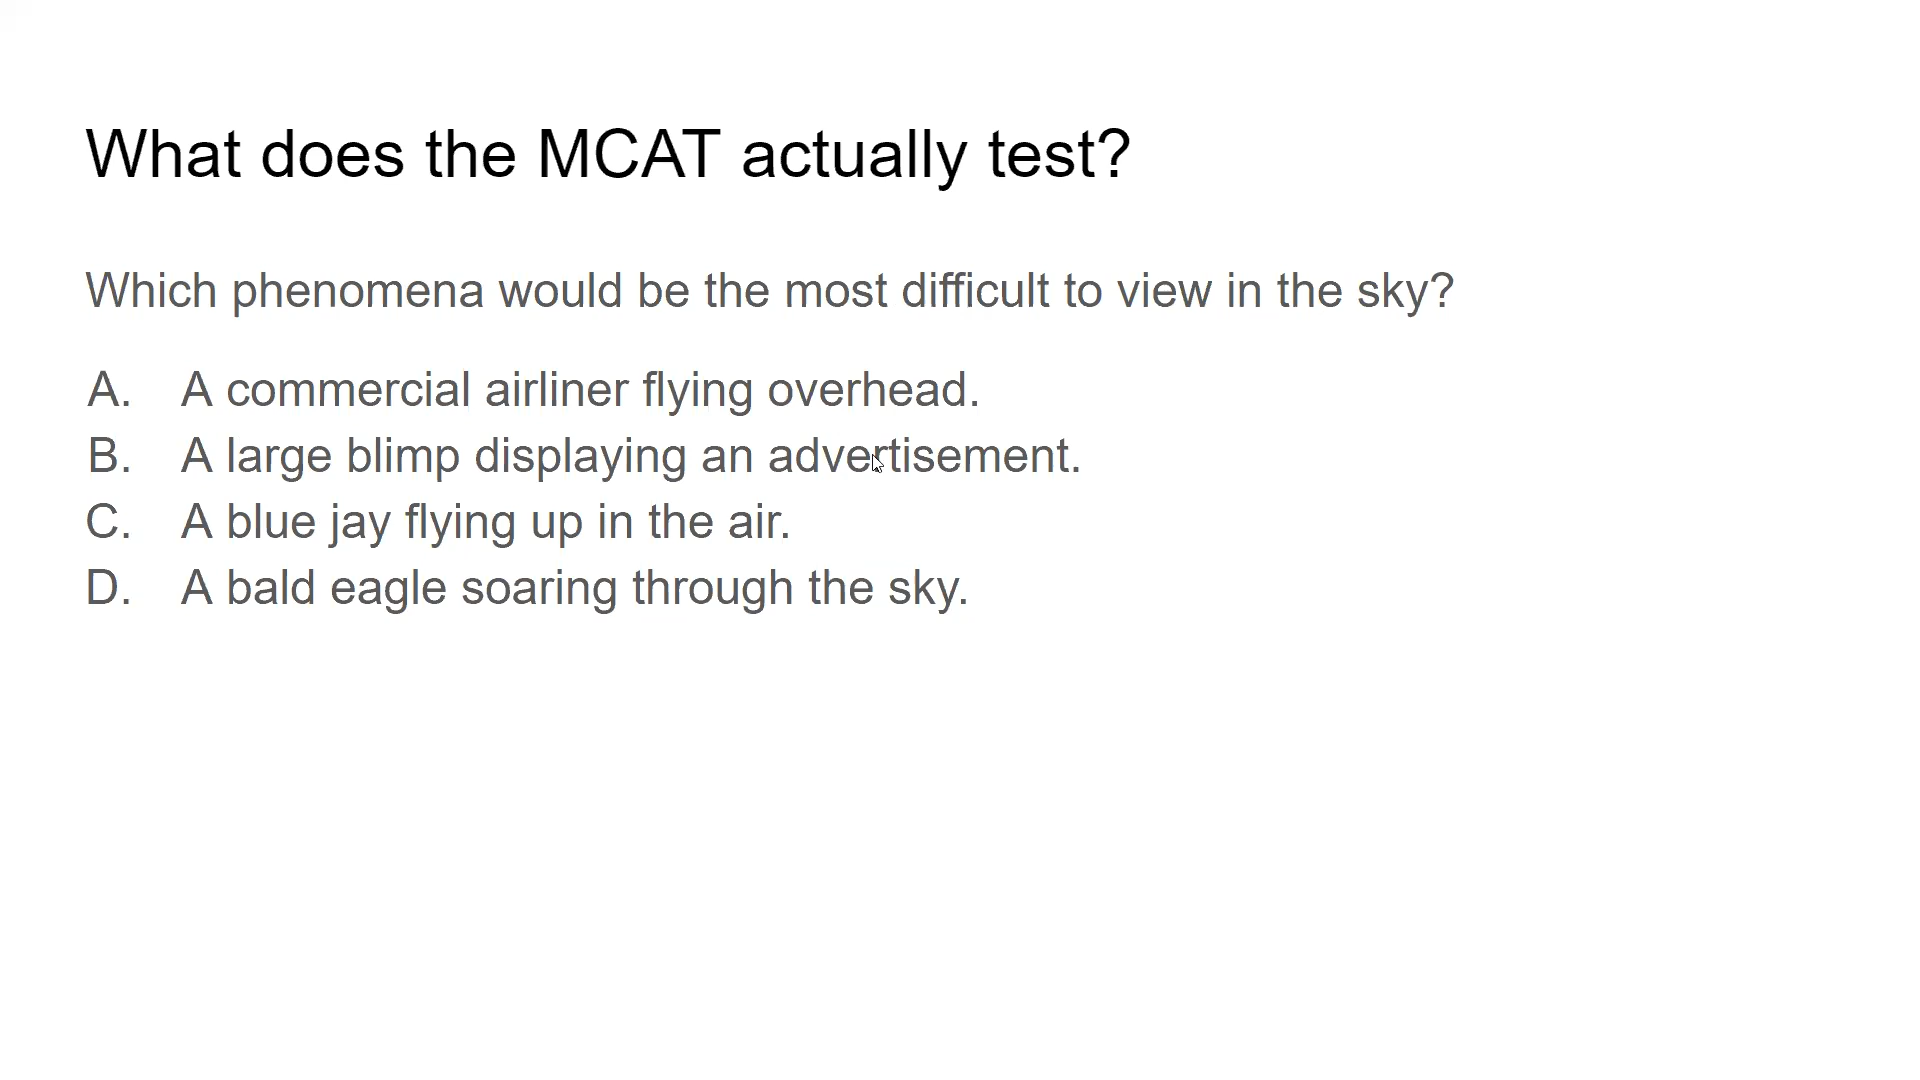 What does the MCAT actually test?
Which phenomena would be the most difficult to view in the sky?
A. A commercial airliner flying overhead.
B. A large blimp displaying an advertisement.
C. A blue jay flying up in the air.
D. A bald eagle soaring through the sky.